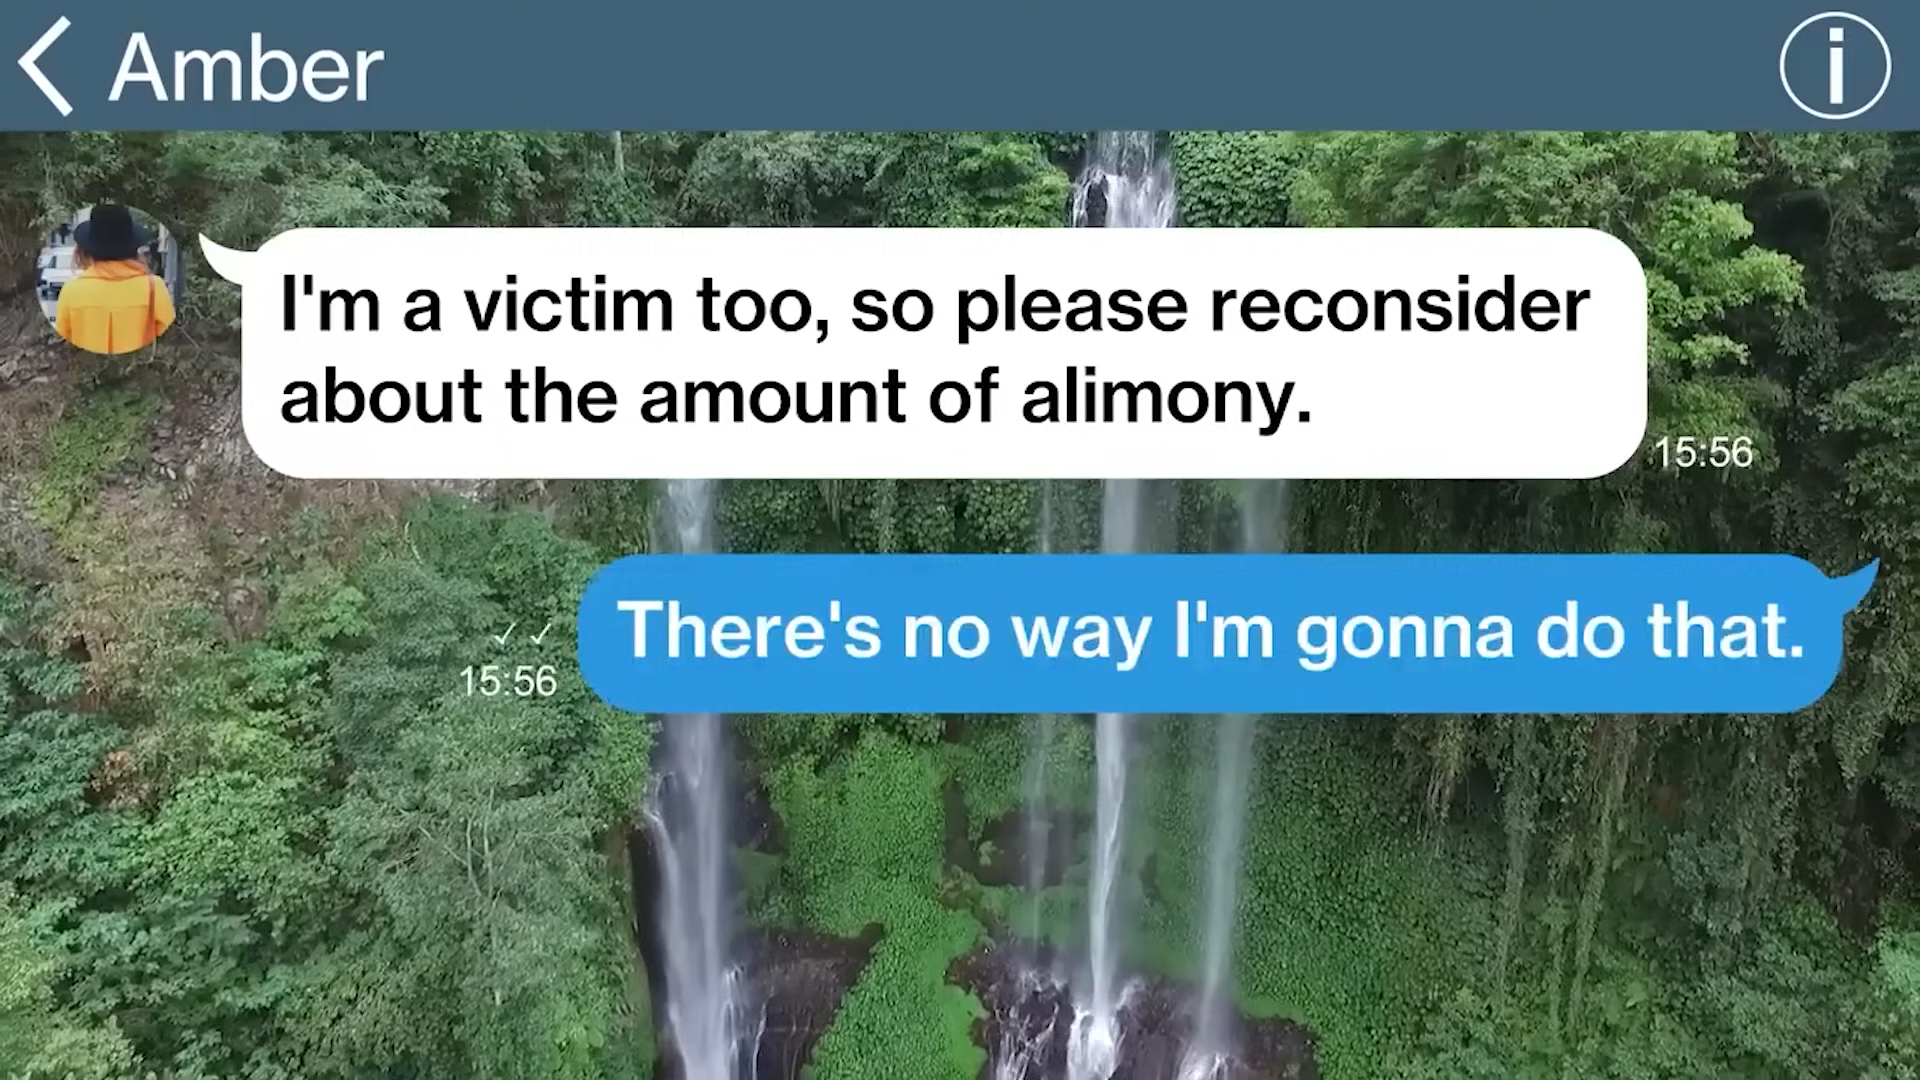 Amber
I'm a victim too, so please reconsider
about the amount of alimony.
15:56
There's no way I'm gonna do that.
15:56